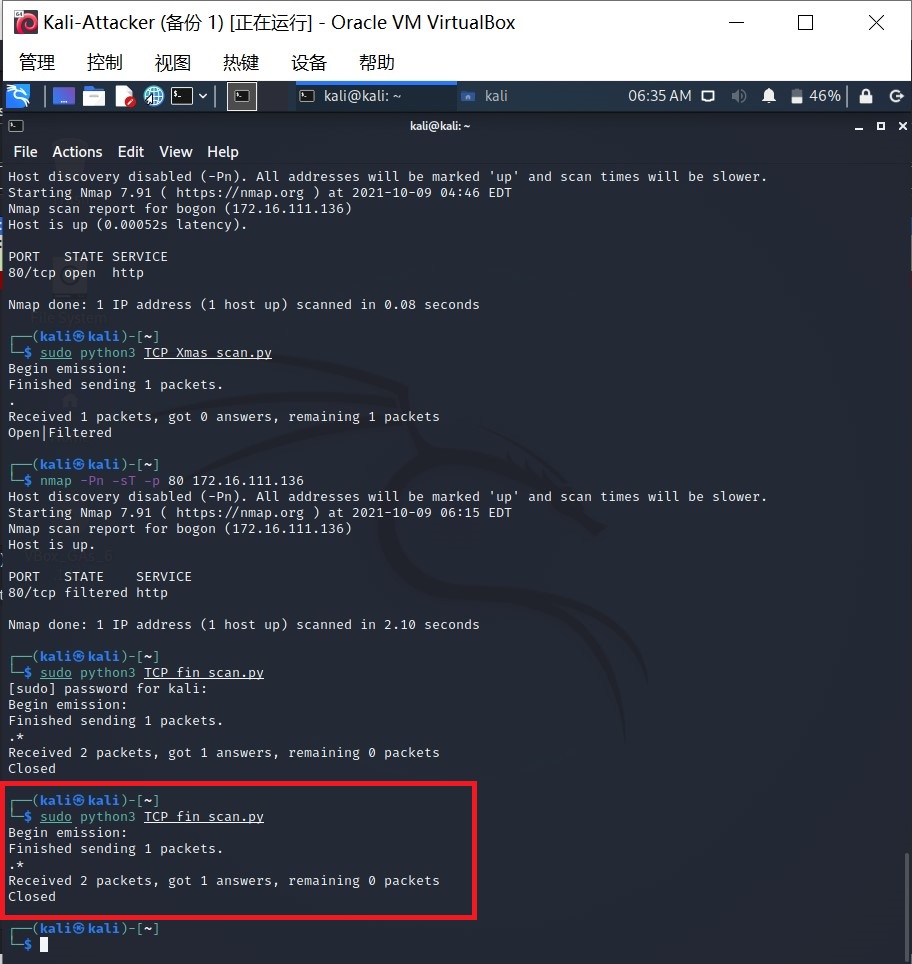 Kali-Attacker (备份 1) [正在运行] - Oracle VM VirtualBox
管理 控制 视图 热键 设备 帮助
kali@kali: ~ kali 06:35 AM 46%
kali@kali: ~
File Actions Edit View Help
Host discovery disabled (-Pn). All addresses will be marked 'up' and scan times will be slower.
Starting Nmap 7.91 ( https://nmap.org ) at 2021-10-09 04:46 EDT
Nmap scan report for bogon (172.16.111.136)
Host is up (0.00052s latency).
PORT   STATE SERVICE
80/tcp open  http
Nmap done: 1 IP address (1 host up) scanned in 0.08 seconds
File System
┌──(kali㉿kali)-[~]
└─$ sudo python3 TCP_Xmas_scan.py
Begin emission:
Finished sending 1 packets.
.
Received 1 packets, got 0 answers, remaining 1 packets
Open|Filtered
┌──(kali㉿kali)-[~]
└─$ nmap -Pn -sT -p 80 172.16.111.136
Host discovery disabled (-Pn). All addresses will be marked 'up' and scan times will be slower.
Starting Nmap 7.91 ( https://nmap.org ) at 2021-10-09 06:15 EDT
Nmap scan report for bogon (172.16.111.136)
Host is up.
PORT   STATE    SERVICE
80/tcp filtered http
Nmap done: 1 IP address (1 host up) scanned in 2.10 seconds
┌──(kali㉿kali)-[~]
└─$ sudo python3 TCP_fin_scan.py
[sudo] password for kali:
Begin emission:
Finished sending 1 packets.
.*
Received 2 packets, got 1 answers, remaining 0 packets
Closed
┌──(kali㉿kali)-[~]
└─$ sudo python3 TCP_fin_scan.py
Begin emission:
Finished sending 1 packets.
.*
Received 2 packets, got 1 answers, remaining 0 packets
Closed
┌──(kali㉿kali)-[~]
└─$